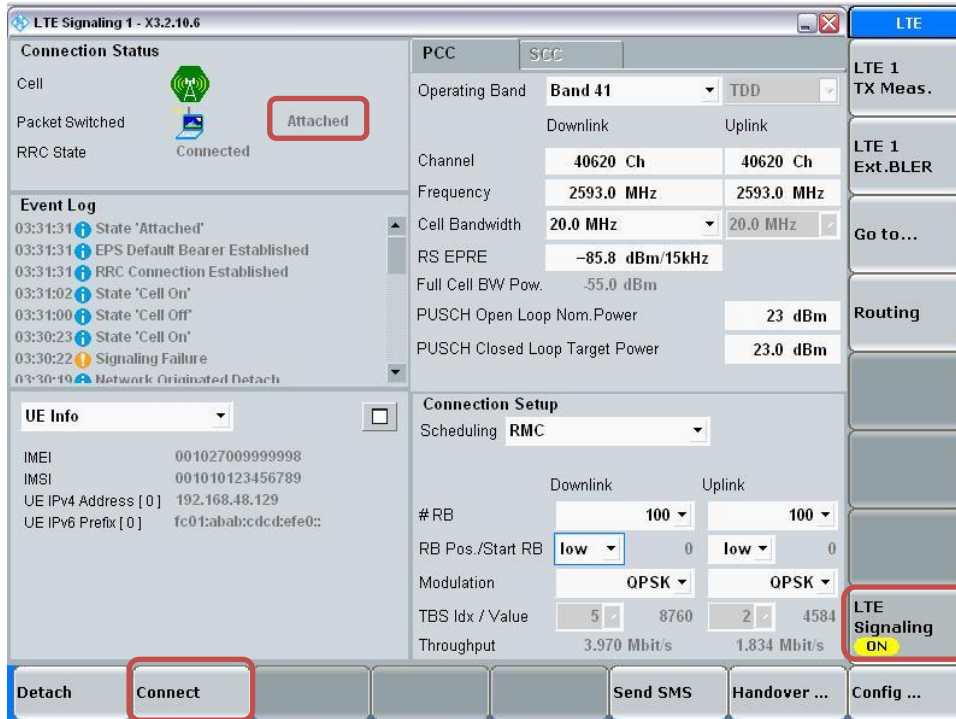 LTE Signaling 1 - X3.2.10.6
LTE
Connection Status
Cell
Packet Switched Attached
RRC State Connected
Event Log
03:31:31 State 'Attached'
03:31:31 EPS Default Bearer Established
03:31:31 RRC Connection Established
03:31:02 State 'Cell On'
03:31:00 State 'Cell Off'
03:30:23 State 'Cell On'
03:30:22 Signaling Failure
03:30:19 Network Originated Detach
UE Info
IMEI 001027009999998
IMSI 001010123456789
UE IPv4 Address [ 0 ] 192.168.48.129
UE IPv6 Prefix [ 0 ] fc01:abab:cdcd:efe0::
PCC SCC
Operating Band Band 41 TDD
Downlink Uplink
Channel 40620 Ch 40620 Ch
Frequency 2593.0 MHz 2593.0 MHz
Cell Bandwidth 20.0 MHz 20.0 MHz
RS EPRE −85.8 dBm/15kHz
Full Cell BW Pow. -55.0 dBm
PUSCH Open Loop Nom.Power 23 dBm
PUSCH Closed Loop Target Power 23.0 dBm
Connection Setup
Scheduling RMC
Downlink Uplink
# RB 100 100
RB Pos./Start RB low 0 low 0
Modulation QPSK QPSK
TBS Idx / Value 5 8760 2 4584
Throughput 3.970 Mbit/s 1.834 Mbit/s
LTE 1
TX Meas.
LTE 1
Ext.BLER
Go to...
Routing
LTE
Signaling
ON
Detach Connect Send SMS Handover ... Config ...